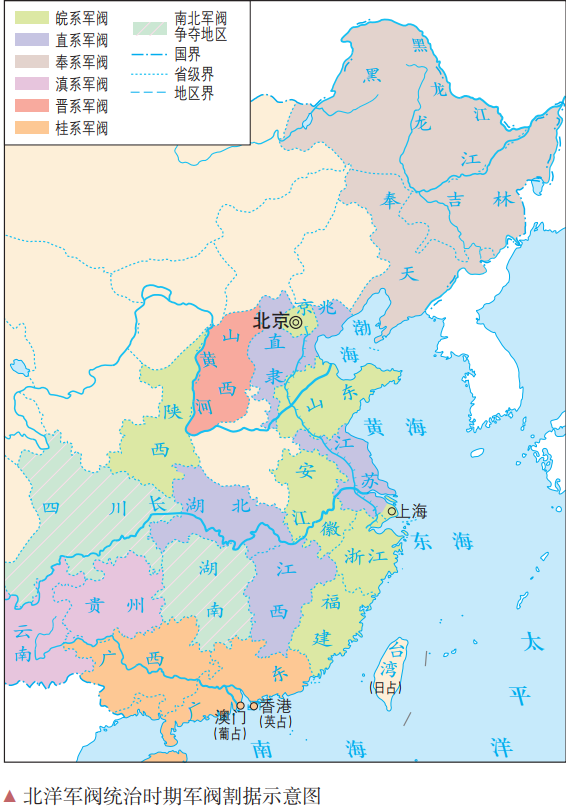 皖系军阀
直系军阀
奉系军阀
滇系军阀
晋系军阀
桂系军阀
南北军阀
争夺地区
国界
省级界
地区界
黑
黑
龙
龙
江
江
奉
吉
林
天
京兆
北京
渤
海
直
隶
山
西
黄
河
陕
西
山
东
黄海
江
苏
安
徽
江
上海
四川
长
湖北
东海
浙江
湖
南
江
西
福
建
贵州
云
南
广西
广
东
台
湾
(日占)
香港
(英占)
澳门
(葡占)
太
平
洋
南
海
▲北洋军阀统治时期军阀割据示意图